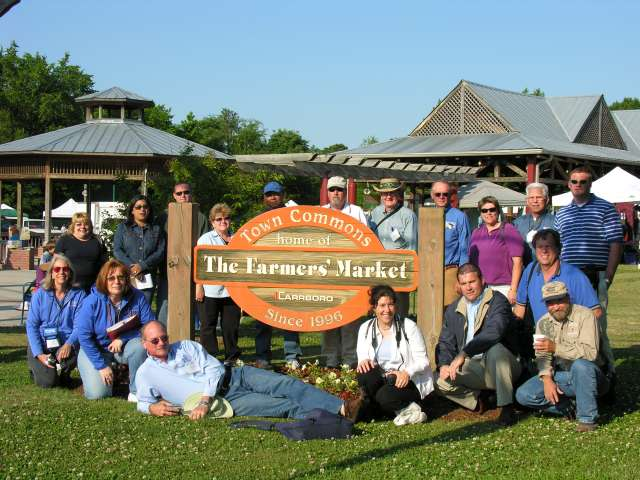 Town Commons
home of
The Farmers' Market
Carrboro
Since 1996